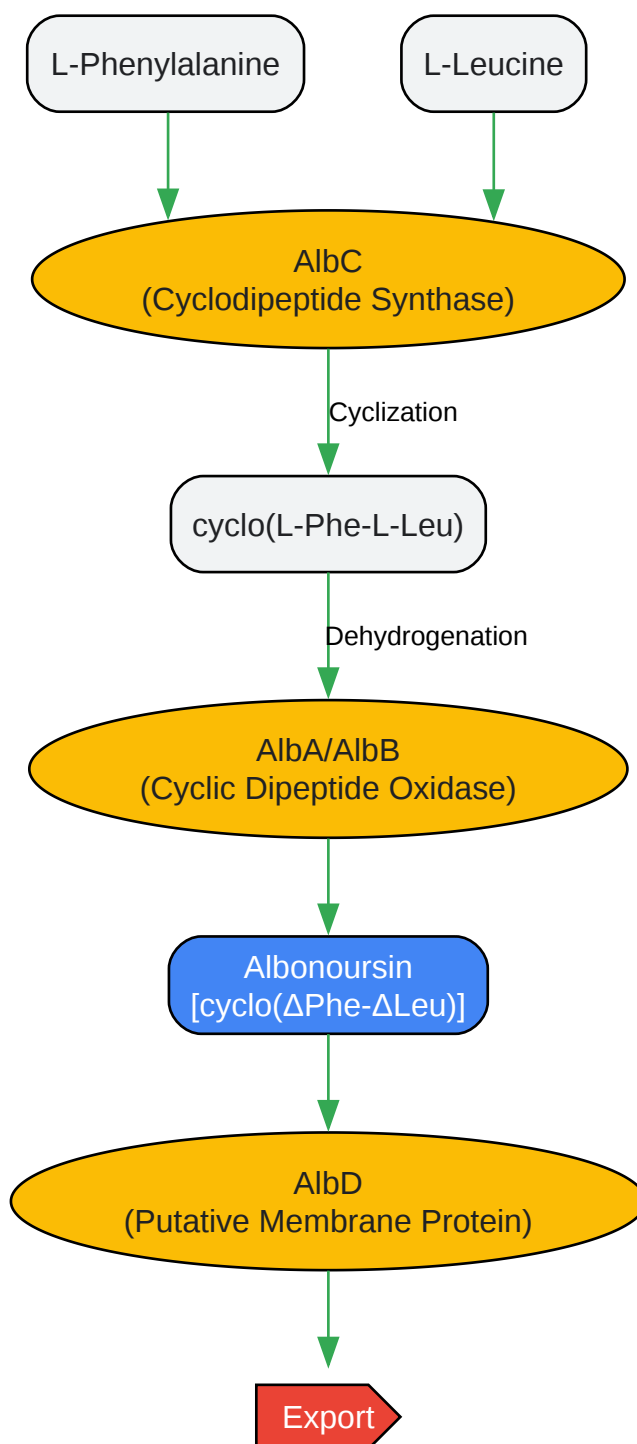 L-Phenylalanine
L-Leucine
AlbC
(Cyclodipeptide Synthase)
Cyclization
cyclo(L-Phe-L-Leu)
Dehydrogenation
AlbA/AlbB
(Cyclic Dipeptide Oxidase)
Albonoursin
[cyclo(ΔPhe-ΔLeu)]
AlbD
(Putative Membrane Protein)
Export